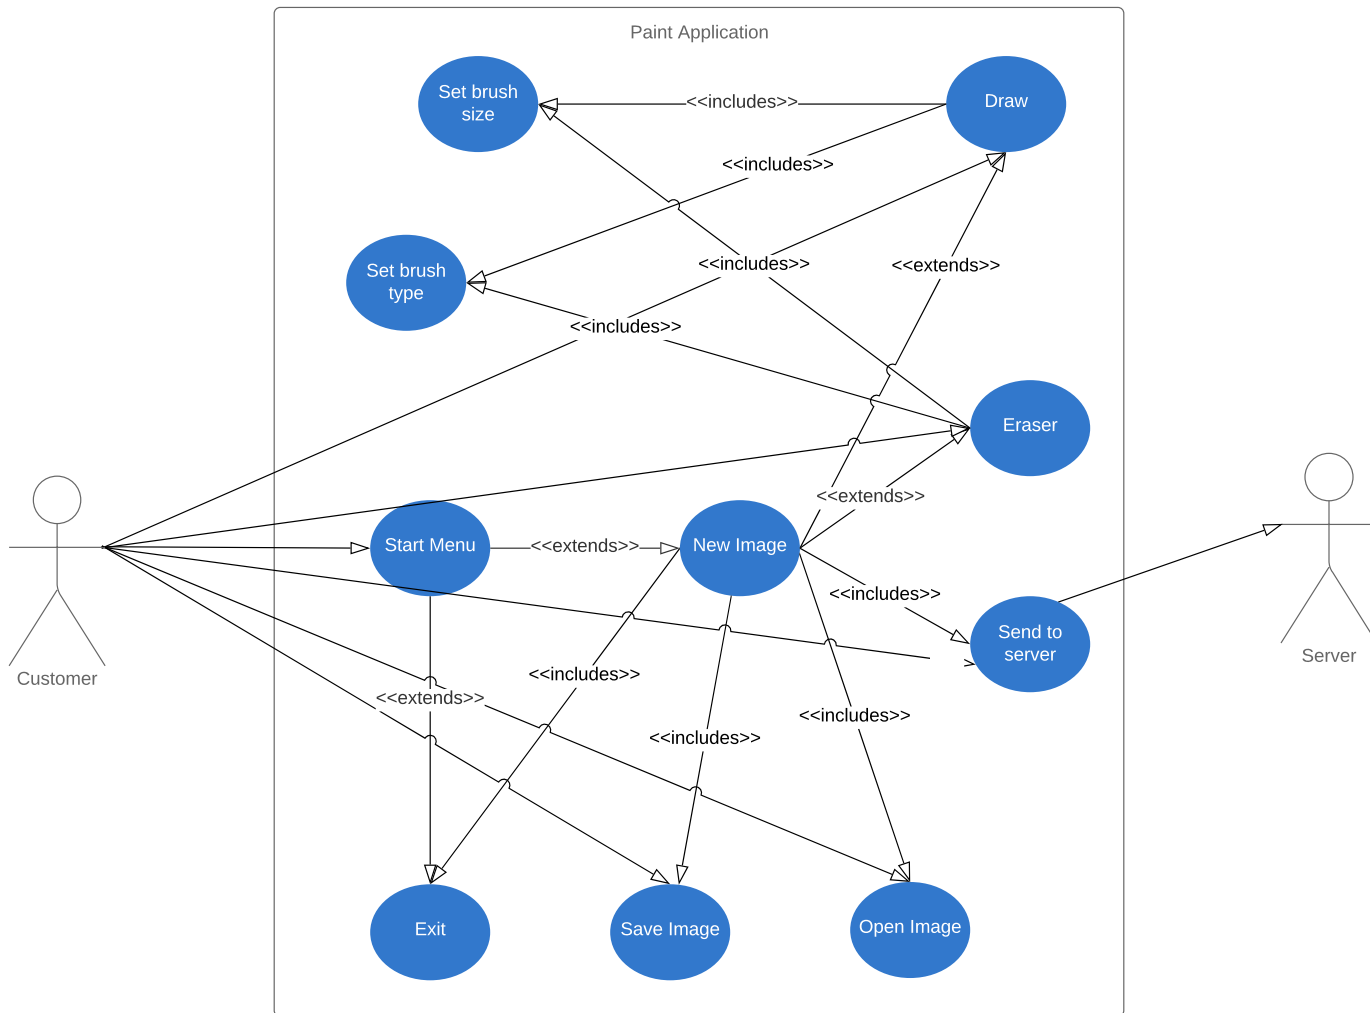 Paint Application
Set brush
size
<<includes>>
Draw
<<includes>>
Set brush
type
<<includes>>
<<extends>>
<<includes>>
Eraser
<<extends>>
Start Menu
<<extends>>
New Image
<<includes>>
Send to
server
Customer
Server
<<includes>>
<<extends>>
<<includes>>
<<includes>>
Exit
Save Image
Open Image